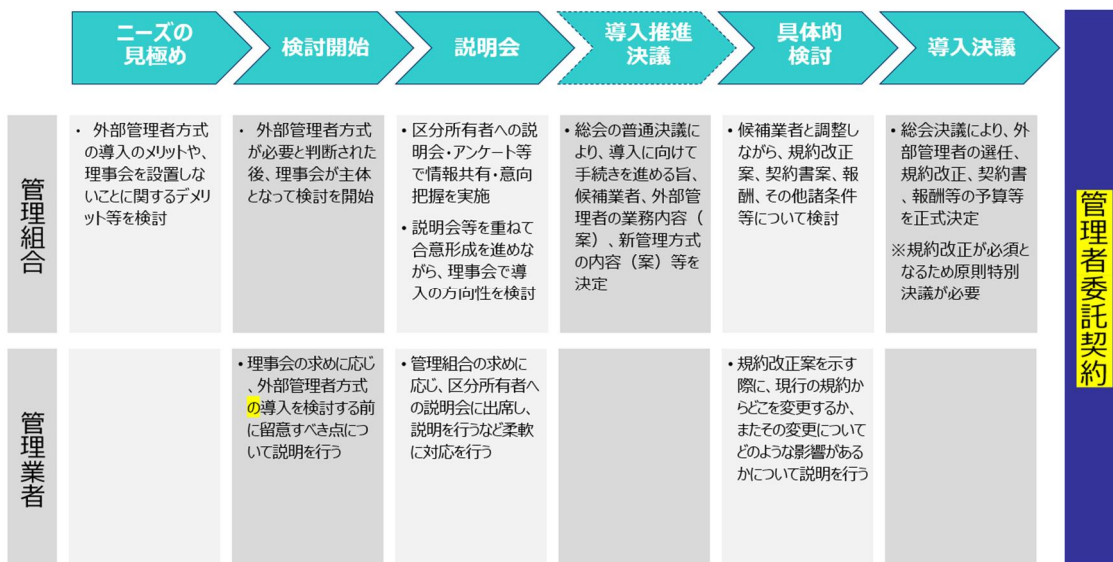 ニーズの
見極め
検討開始
説明会
導入推進
決議
具体的
検討
導入決議
管理組合
・ 外部管理者方式
の導入のメリットや、
理事会を設置しな
いことに関するデメ
リット等を検討
・ 外部管理者方式
が必要と判断された
後、理事会が主体
となって検討を開始
・区分所有者への説
明会・アンケート等
で情報共有・意向
把握を実施
・説明会等を重ねて
合意形成を進めな
がら、理事会で導
入の方向性を検討
・総会の普通決議に
より、導入に向けて
手続きを進める旨、
候補業者、外部管
理者の業務内容（
案）、新管理方式
の内容（案）等を
決定
・候補業者と調整し
ながら、規約改正
案、契約書案、報
酬、その他諸条件
等について検討
・総会決議により、外
部管理者の選任、
規約改正、契約書
、報酬等の予算等
を正式決定
※規約改正が必須と
なるため原則特別
決議が必要
管理業者
・理事会の求めに応じ
、外部管理者方式
の導入を検討する前
に留意すべき点につ
いて説明を行う
・管理組合の求めに
応じ、区分所有者へ
の説明会に出席し、
説明を行うなど柔軟
に対応を行う
・規約改正案を示す
際に、現行の規約か
らどこを変更するか、
またその変更について
どのような影響がある
かについて説明を行う
管理者委託契約